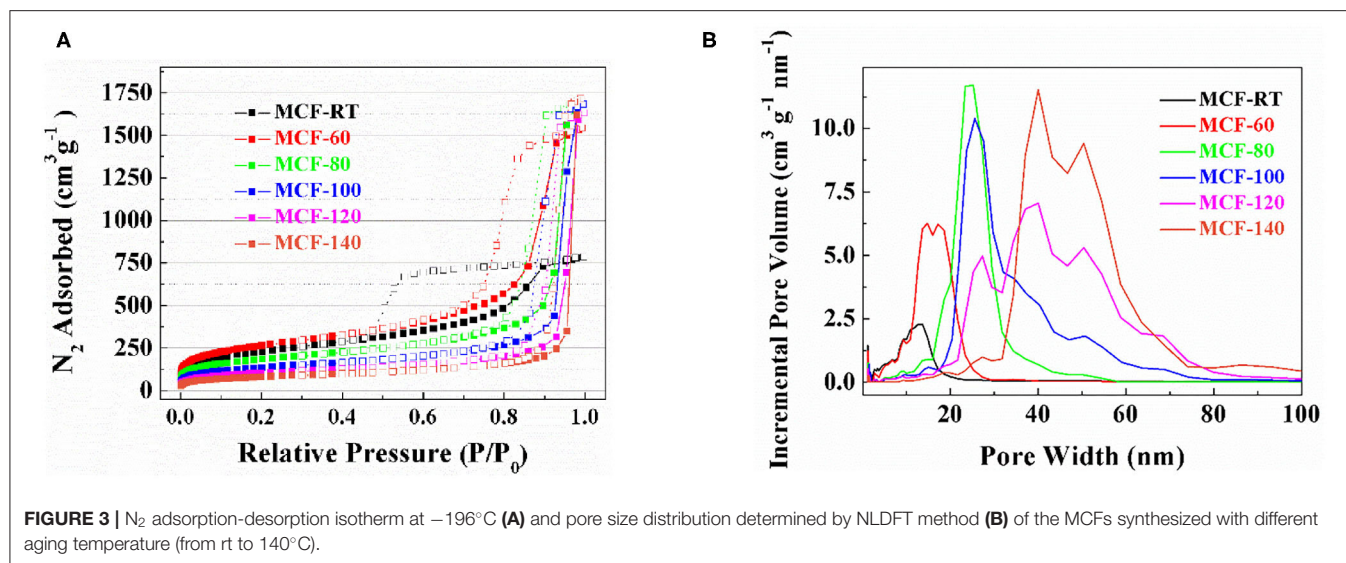 A
N₂ Adsorbed (cm³g⁻¹)
1750
1500
1250
1000
750
500
250
0
MCF-RT
MCF-60
MCF-80
MCF-100
MCF-120
MCF-140
0.0 0.2 0.4 0.6 0.8 1.0
Relative Pressure (P/P₀)
B
Incremental Pore Volume (cm³ g⁻¹ nm⁻¹)
10.0
7.5
5.0
2.5
0.0
MCF-RT
MCF-60
MCF-80
MCF-100
MCF-120
MCF-140
20 40 60 80 100
Pore Width (nm)
FIGURE 3 | N₂ adsorption-desorption isotherm at −196°C (A) and pore size distribution determined by NLDFT method (B) of the MCFs synthesized with different
aging temperature (from rt to 140°C).